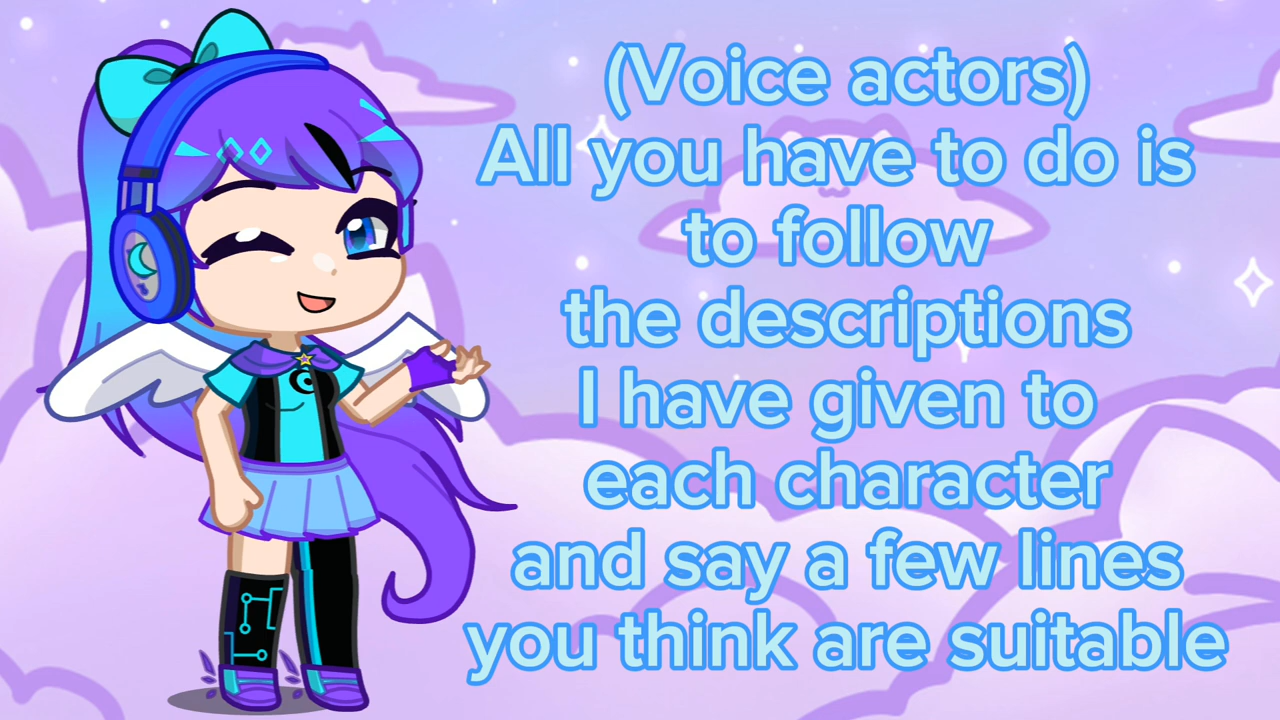 (Voice actors)
All you have to do is
to follow
the descriptions
I have given to
each character
and say a few lines
you think are suitable